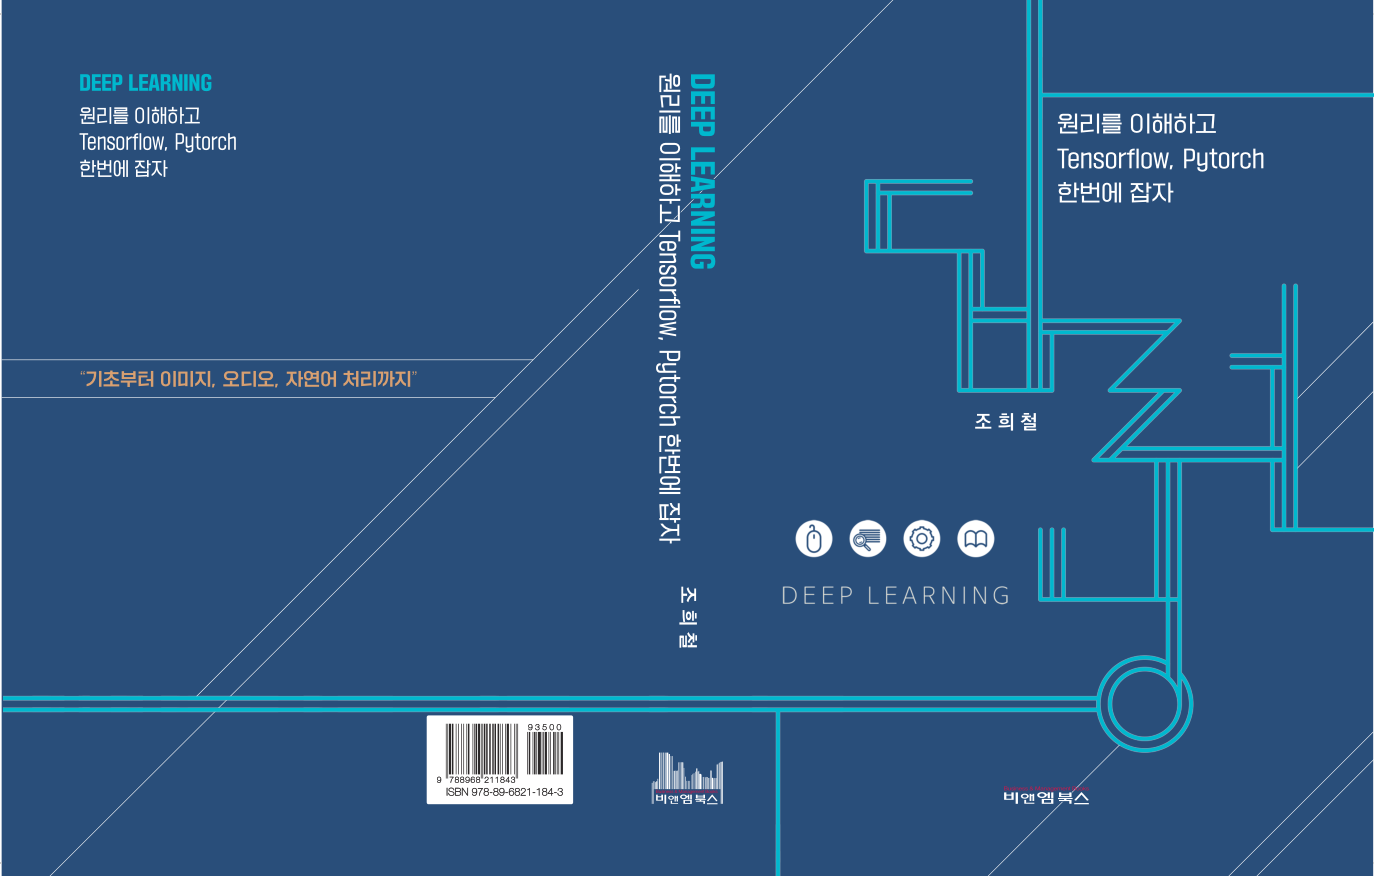 DEEP LEARNING
원리를 이해하고
Tensorflow, Pytorch
한번에 잡자
“기초부터 이미지, 오디오, 자연어 처리까지”
93500
9 788968 211843
ISBN 978-89-6821-184-3
DEEP LEARNING
원리를 이해하고 Tensorflow, Pytorch 한번에 잡자
조 희 철
비앤엠북스
원리를 이해하고
Tensorflow, Pytorch
한번에 잡자
조 희 철
DEEP LEARNING
비앤엠북스